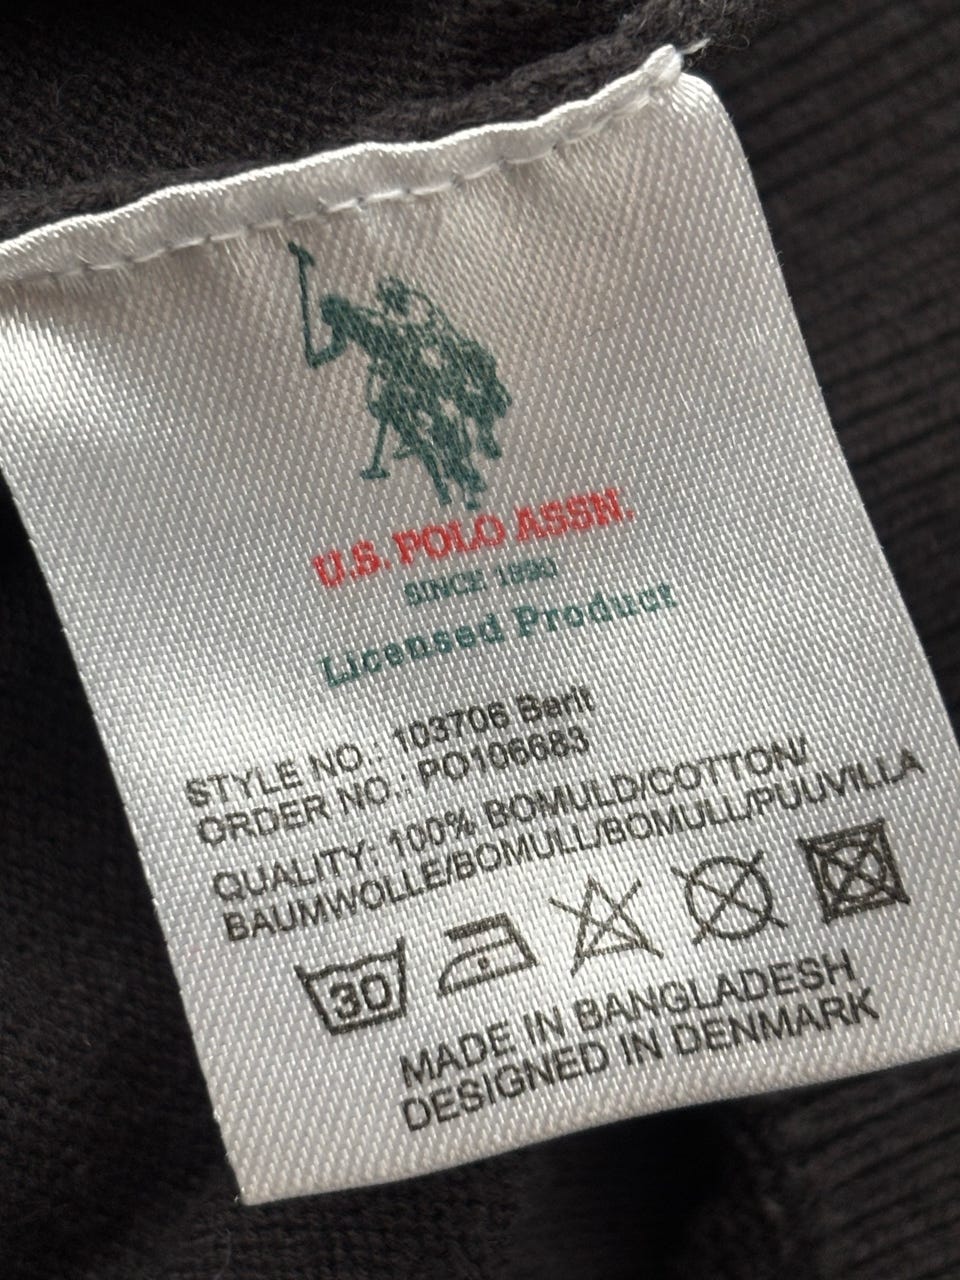 U.S. POLO ASSN.
SINCE 1890
Licensed Product
STYLE NO.: 103706 Berit
ORDER NO.: PO106683
QUALITY: 100% BOMULD/COTTON/
BAUMWOLLE/BOMULL/BOMULL/PUUVILLA
30
MADE IN BANGLADESH
DESIGNED IN DENMARK